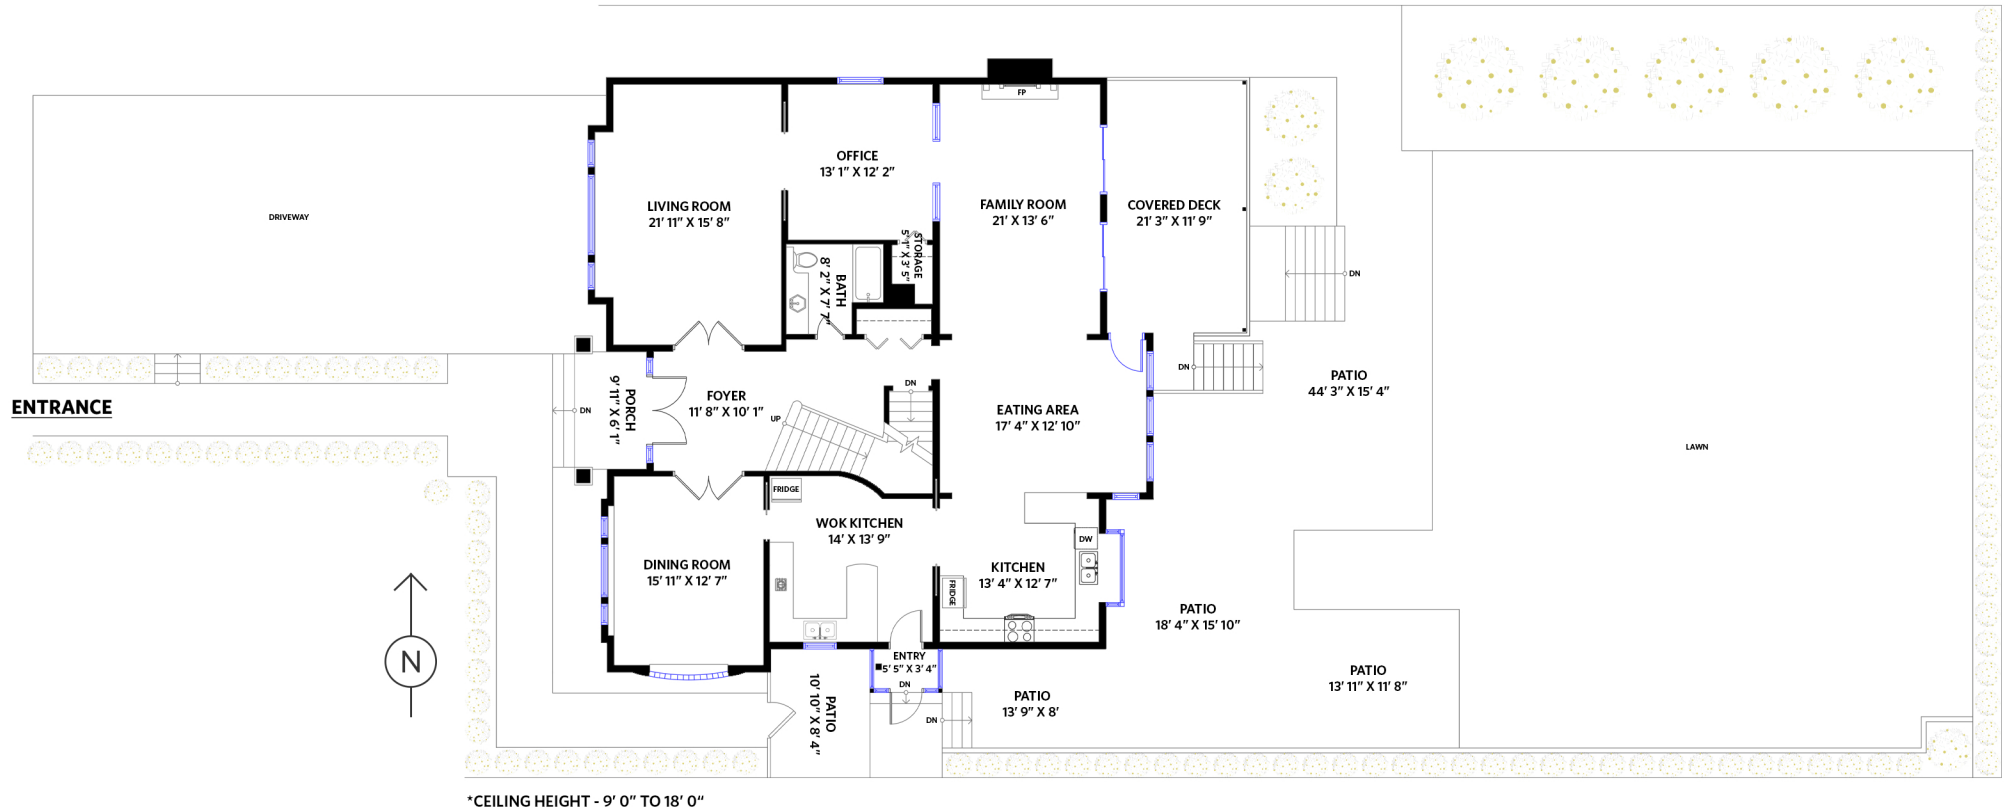 DRIVEWAY
ENTRANCE
LIVING ROOM
21' 11" X 15' 8"
OFFICE
13' 1" X 12' 2"
FP
FAMILY ROOM
21' X 13' 6"
COVERED DECK
21' 3" X 11' 9"
DN
STORAGE
5' 1" X 3' 5"
BATH
8' 2" X 7' 7"
DN
PATIO
44' 3" X 15' 4"
PORCH
9' 11" X 6' 1"
DN
FOYER
11' 8" X 10' 1"
UP
DN
EATING AREA
17' 4" X 12' 10"
LAWN
FRIDGE
WOK KITCHEN
14' X 13' 9"
DINING ROOM
15' 11" X 12' 7"
KITCHEN
13' 4" X 12' 7"
DW
FRIDGE
PATIO
18' 4" X 15' 10"
ENTRY
5' 5" X 3' 4"
DN
PATIO
10' 10" X 8' 4"
DN
PATIO
13' 9" X 8'
PATIO
13' 11" X 11' 8"
N
*CEILING HEIGHT - 9' 0" TO 18' 0"